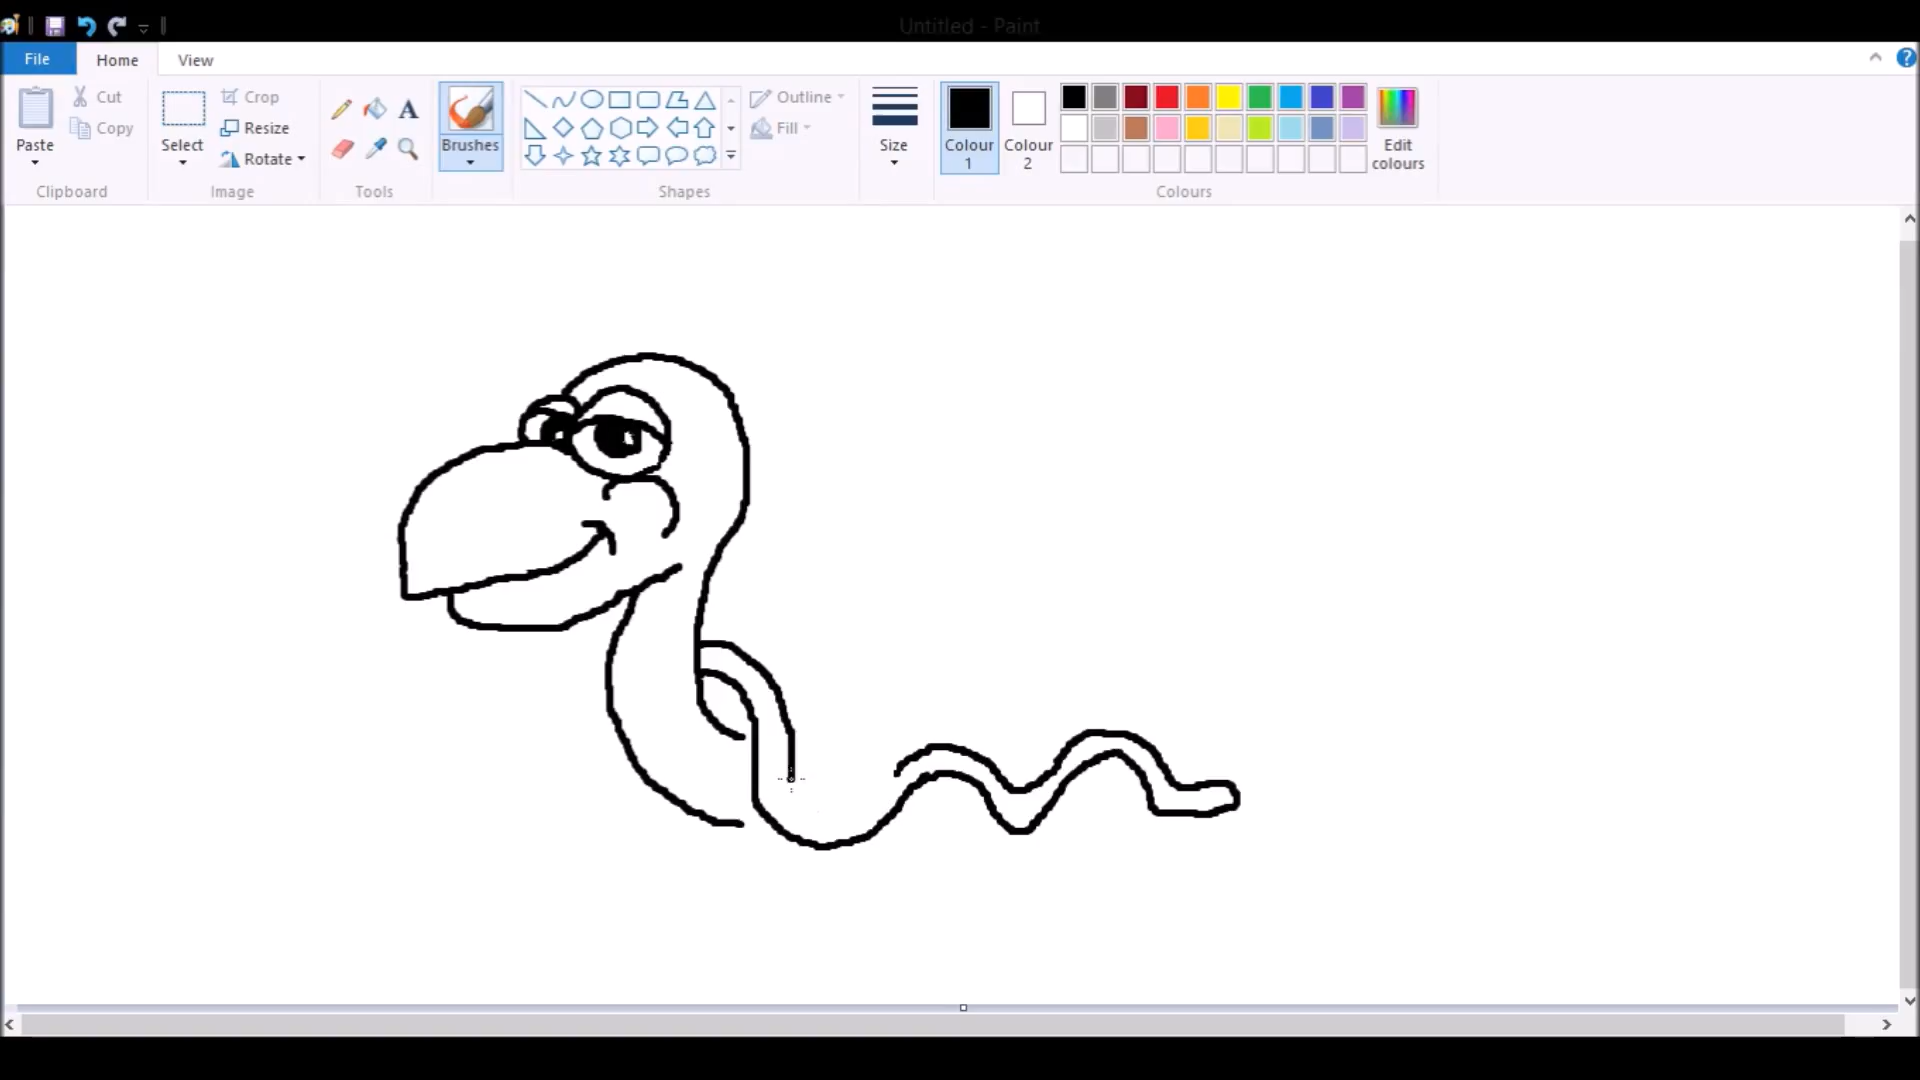 Untitled - Paint
File Home View
Paste
Cut
Copy
Clipboard
Select
Crop
Resize
Rotate
Image
A
Tools
Brushes
Shapes
Outline
Fill
Size
Colour 1
Colour 2
Edit colours
Colours
?